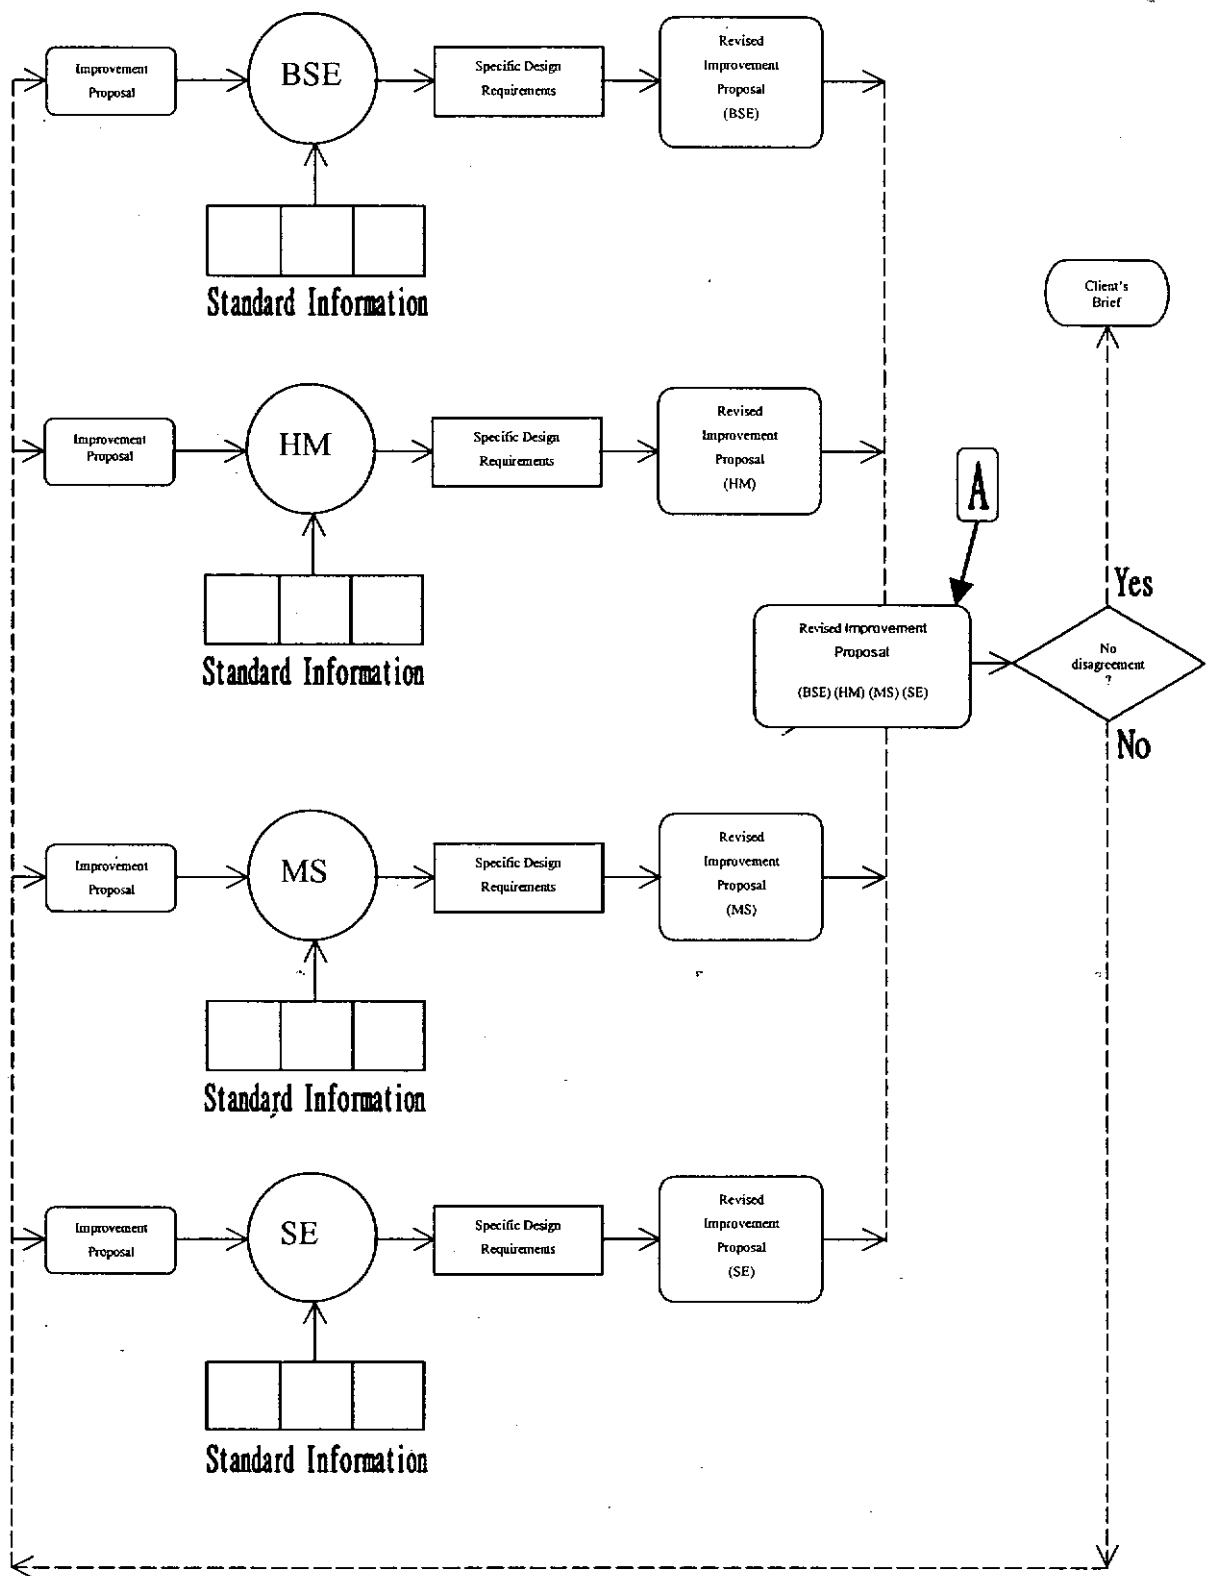 Improvement
Proposal
BSE
Specific Design
Requirements
Revised
Improvement
Proposal
(BSE)
Standard Information
Client's
Brief
Improvement
Proposal
HM
Specific Design
Requirements
Revised
Improvement
Proposal
(HM)
A
Standard Information
Yes
Revised Improvement
Proposal
(BSE) (HM) (MS) (SE)
No
disagreement
?
No
Improvement
Proposal
MS
Specific Design
Requirements
Revised
Improvement
Proposal
(MS)
Standard Information
Improvement
Proposal
SE
Specific Design
Requirements
Revised
Improvement
Proposal
(SE)
Standard Information